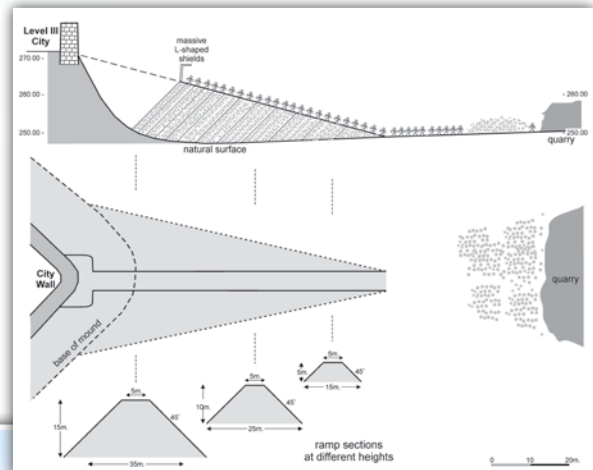 Level III
City
massive
L-shaped
shields
270.00 -
260.00 -
250.00 -
- 260.00
- 250.00
natural surface
quarry
City
Wall
base of mound
quarry
5m.
5m.
45'
15m.
5m.
10m.
45'
25m.
5m.
15m.
45'
35m.
ramp sections
at different heights
0
10
20m.